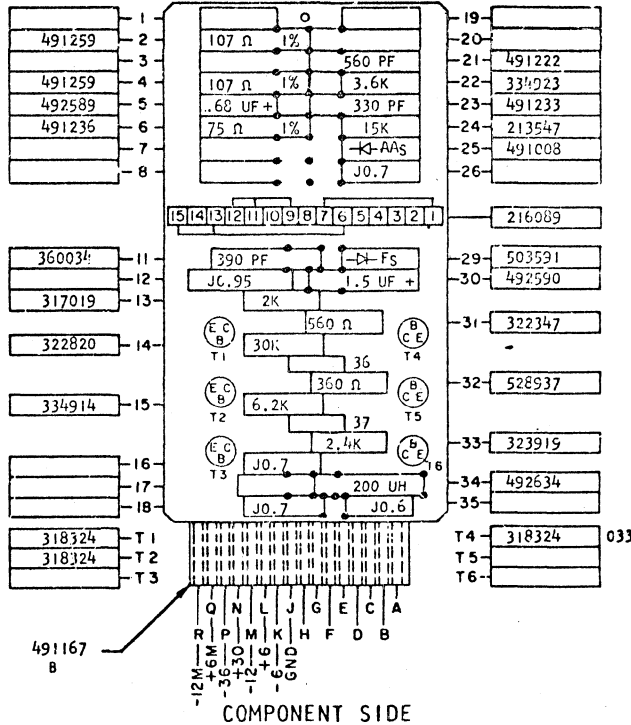 1 19
491259 2 107 Ω 1% 20
3 560 PF 21 491222
491259 4 107 Ω 1% 3.6K 22 334923
492589 5 .68 UF + 330 PF 23 491233
491236 6 75 Ω 1% 15K 24 213547
7 AAS 25 491008
8 J0.7 26
15 14 13 12 11 10 9 8 7 6 5 4 3 2 1 216089
360034 11 390 PF FS 29 503591
12 J0.95 1.5 UF + 30 492590
317019 13 2K
560 Ω 31 322347
E C B T1 B C E T4
322820 14 30K
36
360 Ω 32 528937
E C B T2 B C E T5
334914 15 6.2K
37
2.4K 33 323919
E C B T3 B C E T6
16 J0.7
17 200 UH 34 492634
18 J0.7 J0.6 35
318324 T1 T4 318324 033
318324 T2 T5
T3 T6
Q N L J G E C A
R P M K H F D B
-12M +6M -36 +30 -12 +6 -6 GND
491167
B
COMPONENT SIDE